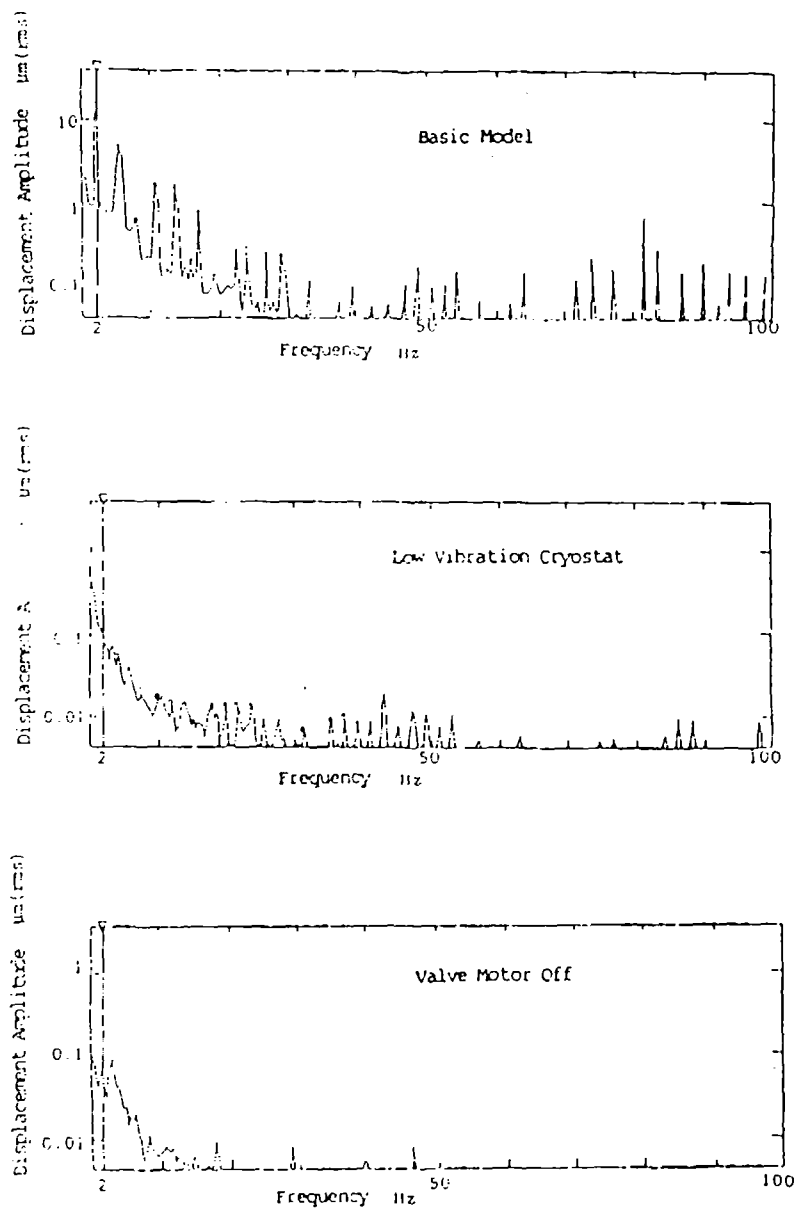 Displacement Amplitude μm(rms)
10
1
0.1
Basic Model
2
50
100
Frequency Hz
μm(rms)
Displacement A
0.1
0.01
Low Vibration Cryostat
2
50
100
Frequency Hz
Displacement Amplitude μm(rms)
1
0.1
0.01
Valve Motor Off
2
50
100
Frequency Hz